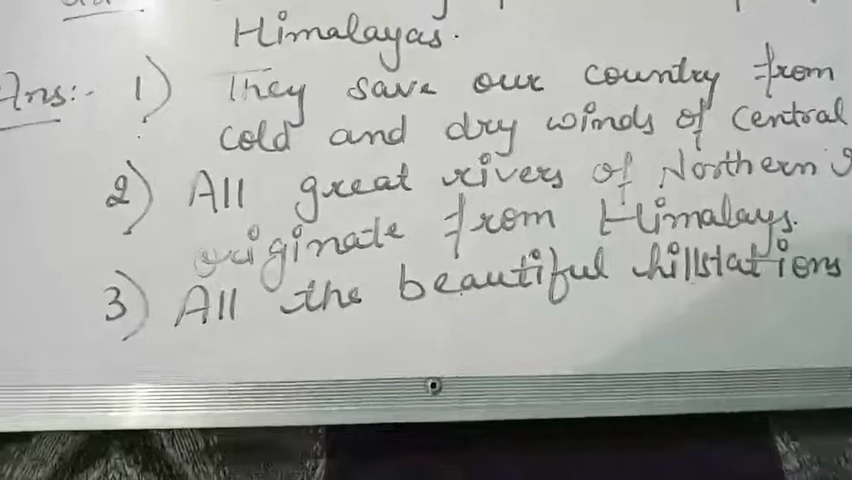 Himalayas.
Ans:- 1) They save our country from
cold and dry winds of Central
2) All great rivers of Northern
originate from Himalays.
3) All the beautiful hillstations